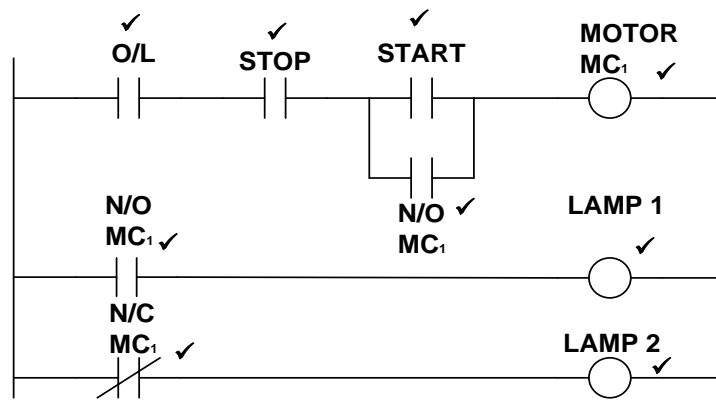 O/L
STOP
START
MOTOR
MC₁
N/O
MC₁
N/O
MC₁
LAMP 1
N/C
MC₁
LAMP 2